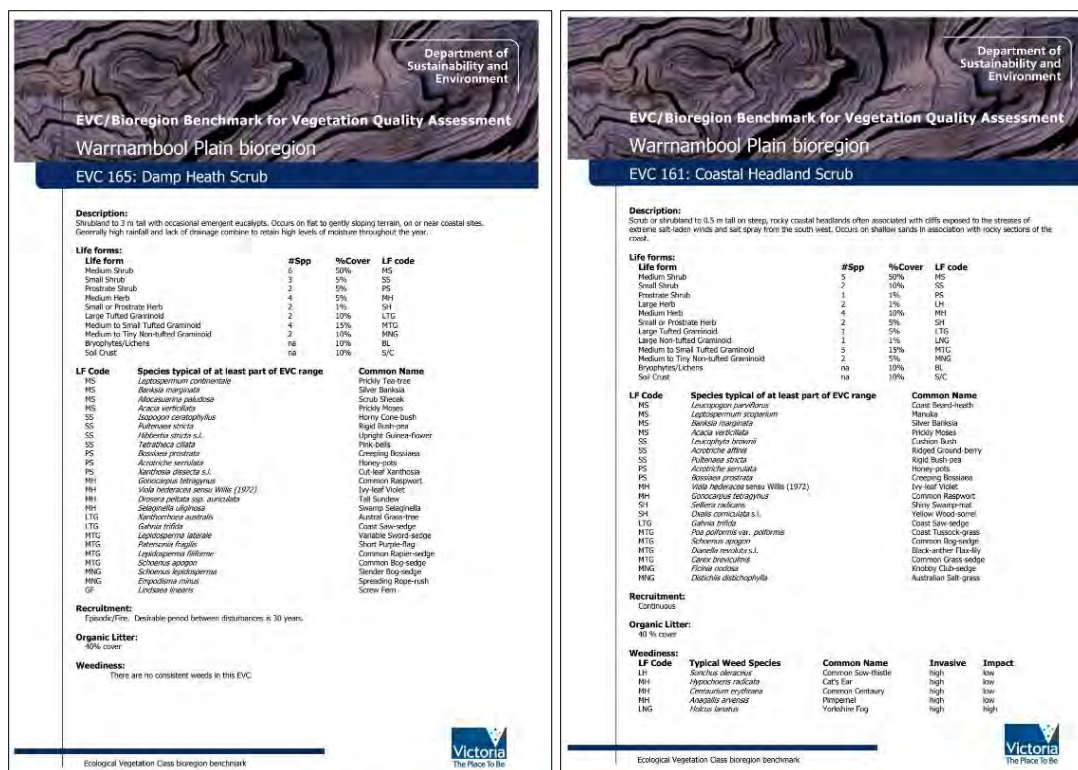 Department of
Sustainability and
Environment
EVC/Bioregion Benchmark for Vegetation Quality Assessment
Warrnambool Plain bioregion
EVC 165: Damp Heath Scrub
Description:
Shrubland to 3 m tall with occasional emergent eucalypts. Occurs on flat to gently sloping terrain, on or near coastal sites.
Generally high rainfall and lack of drainage combine to retain high levels of moisture throughout the year.
Life forms:
Life form #Spp %Cover LF code
Medium Shrub 6 50% MS
Small Shrub 3 5% SS
Prostrate Shrub 2 5% PS
Medium Herb 4 5% MH
Small or Prostrate Herb 2 1% SH
Large Tufted Graminoid 2 10% LTG
Medium to Small Tufted Graminoid 4 15% MTG
Medium to Tiny Non-tufted Graminoid 2 10% MNG
Bryophytes/Lichens na 10% BL
Soil Crust na 10% S/C
LF Code Species typical of at least part of EVC range Common Name
MS Leptospermum continentale Prickly Tea-tree
MS Banksia marginata Silver Banksia
MS Allocasuarina paludosa Scrub Sheoak
MS Acacia verticillata Prickly Moses
SS Isopogon ceratophyllus Horny Cone-bush
SS Pultenaea stricta Rigid Bush-pea
SS Hibbertia stricta s.l. Upright Guinea-flower
SS Tetratheca ciliata Pink-bells
PS Bossiaea prostrata Creeping Bossiaea
PS Acrotriche serrulata Honey-pots
PS Xanthosia dissecta s.l. Cut-leaf Xanthosia
MH Gonocarpus tetragynus Common Raspwort
MH Viola hederacea sensu Willis (1972) Ivy-leaf Violet
MH Drosera peltata ssp. auriculata Tall Sundew
MH Selaginella uliginosa Swamp Selaginella
LTG Xanthorrhoea australis Austral Grass-tree
LTG Gahnia trifida Coast Saw-sedge
MTG Lepidosperma laterale Variable Sword-sedge
MTG Patersonia fragilis Short Purple-flag
MTG Lepidosperma filiforme Common Rapier-sedge
MTG Schoenus apogon Common Bog-sedge
MNG Schoenus lepidosperma Slender Bog-sedge
MNG Empodisma minus Spreading Rope-rush
GF Lindsaea linearis Screw Fern
Recruitment:
Episodic/Fire. Desirable period between disturbances is 30 years.
Organic Litter:
40% cover
Weediness:
There are no consistent weeds in this EVC
Victoria
The Place To Be
Ecological Vegetation Class bioregion benchmark
Department of
Sustainability and
Environment
EVC/Bioregion Benchmark for Vegetation Quality Assessment
Warrnambool Plain bioregion
EVC 161: Coastal Headland Scrub
Description:
Scrub or shrubland to 0.5 m tall on steep, rocky coastal headlands often associated with cliffs exposed to the stresses of
extreme salt-laden winds and salt spray from the south west. Occurs on shallow sands in association with rocky sections of the
coast.
Life forms:
Life form #Spp %Cover LF code
Medium Shrub 5 50% MS
Small Shrub 2 10% SS
Prostrate Shrub 1 1% PS
Large Herb 2 1% LH
Medium Herb 4 10% MH
Small or Prostrate Herb 2 5% SH
Large Tufted Graminoid 1 5% LTG
Large Non-tufted Graminoid 1 1% LNG
Medium to Small Tufted Graminoid 5 15% MTG
Medium to Tiny Non-tufted Graminoid 2 5% MNG
Bryophytes/Lichens na 10% BL
Soil Crust na 10% S/C
LF Code Species typical of at least part of EVC range Common Name
MS Leucopogon parviflorus Coast Beard-heath
MS Leptospermum scoparium Manuka
MS Banksia marginata Silver Banksia
MS Acacia verticillata Prickly Moses
SS Leucophyta brownii Cushion Bush
SS Acrotriche affinis Ridged Ground-berry
SS Pultenaea stricta Rigid Bush-pea
PS Acrotriche serrulata Honey-pots
PS Bossiaea prostrata Creeping Bossiaea
MH Viola hederacea sensu Willis (1972) Ivy-leaf Violet
MH Gonocarpus tetragynus Common Raspwort
SH Selliera radicans Shiny Swamp-mat
SH Oxalis corniculata s.l. Yellow Wood-sorrel
LTG Gahnia trifida Coast Saw-sedge
MTG Poa poiformis var. poiformis Coast Tussock-grass
MTG Schoenus apogon Common Bog-sedge
MTG Dianella revoluta s.l. Black-anther Flax-lily
MTG Carex breviculmis Common Grass-sedge
MNG Ficinia nodosa Knobby Club-sedge
MNG Distichlis distichophylla Australian Salt-grass
Recruitment:
Continuous
Organic Litter:
40 % cover
Weediness:
LF Code Typical Weed Species Common Name Invasive Impact
LH Sonchus oleraceus Common Sow-thistle high low
MH Hypochoeris radicata Cat's Ear high low
MH Centaurium erythraea Common Centaury high low
MH Anagallis arvensis Pimpernel high low
LNG Holcus lanatus Yorkshire Fog high high
Victoria
The Place To Be
Ecological Vegetation Class bioregion benchmark